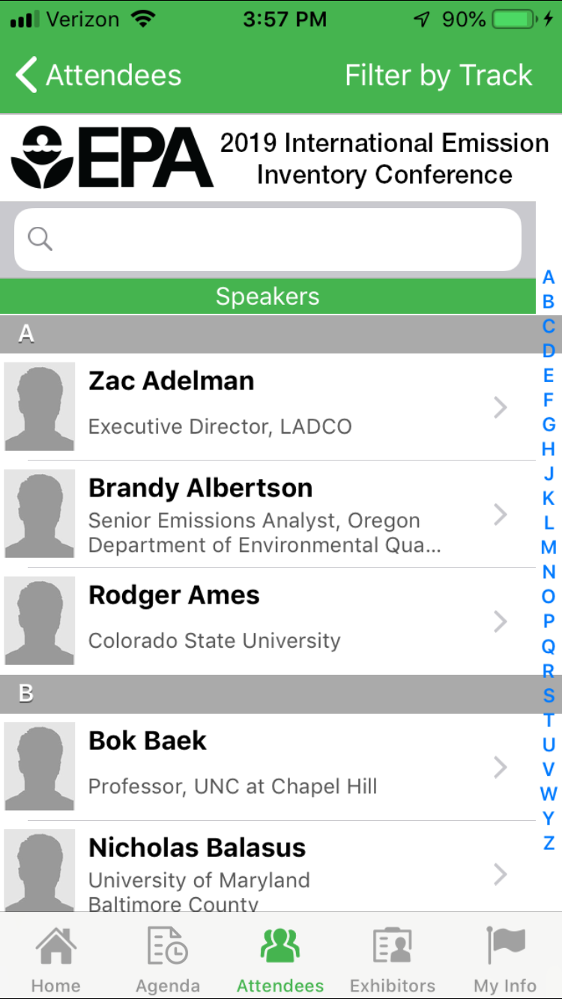 Verizon 3:57 PM 90%
Attendees Filter by Track
EPA 2019 International Emission
Inventory Conference
Speakers
A
Zac Adelman
Executive Director, LADCO
Brandy Albertson
Senior Emissions Analyst, Oregon
Department of Environmental Qua...
Rodger Ames
Colorado State University
B
Bok Baek
Professor, UNC at Chapel Hill
Nicholas Balasus
University of Maryland
Baltimore County
A
B
C
D
E
F
G
H
J
K
L
M
N
O
P
Q
R
S
T
U
V
W
Y
Z
Home Agenda Attendees Exhibitors My Info